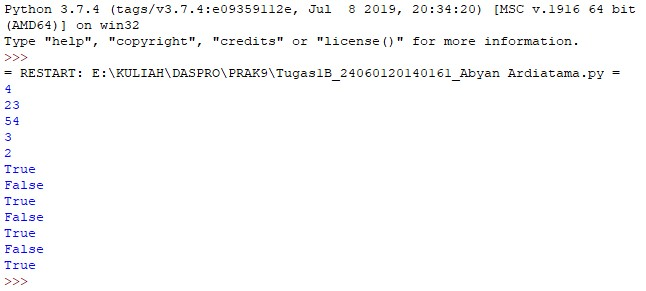 Python 3.7.4 (tags/v3.7.4:e09359112e, Jul  8 2019, 20:34:20) [MSC v.1916 64 bit
(AMD64)] on win32
Type "help", "copyright", "credits" or "license()" for more information.
>>>
= RESTART: E:\KULIAH\DASPRO\PRAK9\Tugas1B_24060120140161_Abyan Ardiatama.py =
4
23
54
3
2
True
False
True
False
True
False
True
>>>